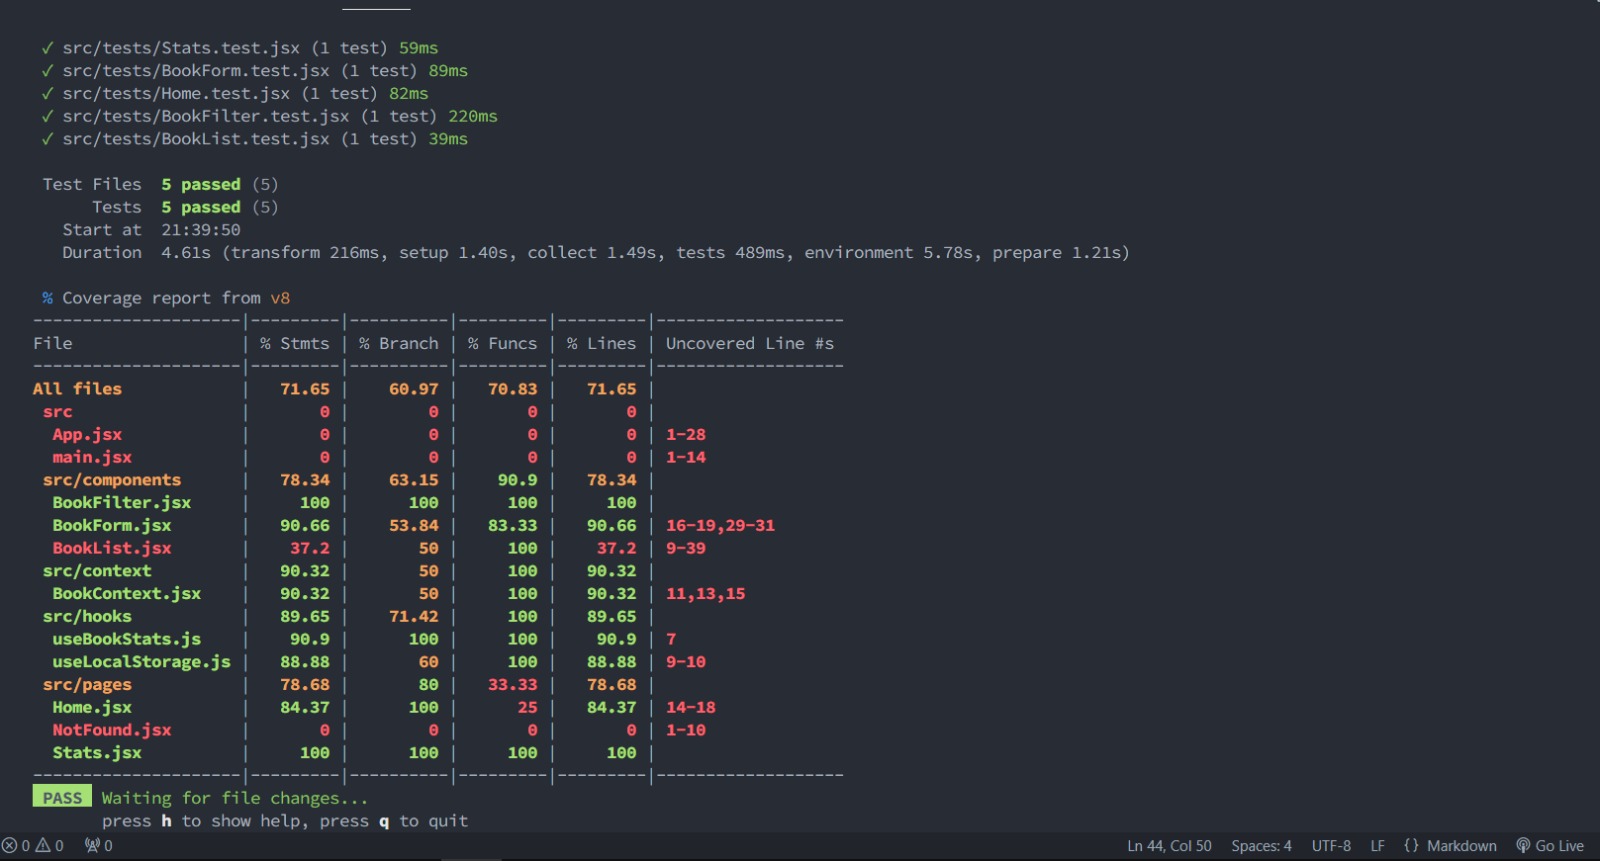 ✓ src/tests/Stats.test.jsx (1 test) 59ms
✓ src/tests/BookForm.test.jsx (1 test) 89ms
✓ src/tests/Home.test.jsx (1 test) 82ms
✓ src/tests/BookFilter.test.jsx (1 test) 220ms
✓ src/tests/BookList.test.jsx (1 test) 39ms
Test Files 5 passed (5)
Tests 5 passed (5)
Start at 21:39:50
Duration 4.61s (transform 216ms, setup 1.40s, collect 1.49s, tests 489ms, environment 5.78s, prepare 1.21s)
% Coverage report from v8
---------------------|---------|----------|---------|---------|-------------------
File | % Stmts | % Branch | % Funcs | % Lines | Uncovered Line #s
---------------------|---------|----------|---------|---------|-------------------
All files | 71.65 | 60.97 | 70.83 | 71.65 |
src | 0 | 0 | 0 | 0 |
App.jsx | 0 | 0 | 0 | 0 | 1-28
main.jsx | 0 | 0 | 0 | 0 | 1-14
src/components | 78.34 | 63.15 | 90.9 | 78.34 |
BookFilter.jsx | 100 | 100 | 100 | 100 |
BookForm.jsx | 90.66 | 53.84 | 83.33 | 90.66 | 16-19,29-31
BookList.jsx | 37.2 | 50 | 100 | 37.2 | 9-39
src/context | 90.32 | 50 | 100 | 90.32 |
BookContext.jsx | 90.32 | 50 | 100 | 90.32 | 11,13,15
src/hooks | 89.65 | 71.42 | 100 | 89.65 |
useBookStats.js | 90.9 | 100 | 100 | 90.9 | 7
useLocalStorage.js | 88.88 | 60 | 100 | 88.88 | 9-10
src/pages | 78.68 | 80 | 33.33 | 78.68 |
Home.jsx | 84.37 | 100 | 25 | 84.37 | 14-18
NotFound.jsx | 0 | 0 | 0 | 0 | 1-10
Stats.jsx | 100 | 100 | 100 | 100 |
---------------------|---------|----------|---------|---------|-------------------
PASS Waiting for file changes...
press h to show help, press q to quit
0 0 0 Ln 44, Col 50 Spaces: 4 UTF-8 LF {} Markdown Go Live